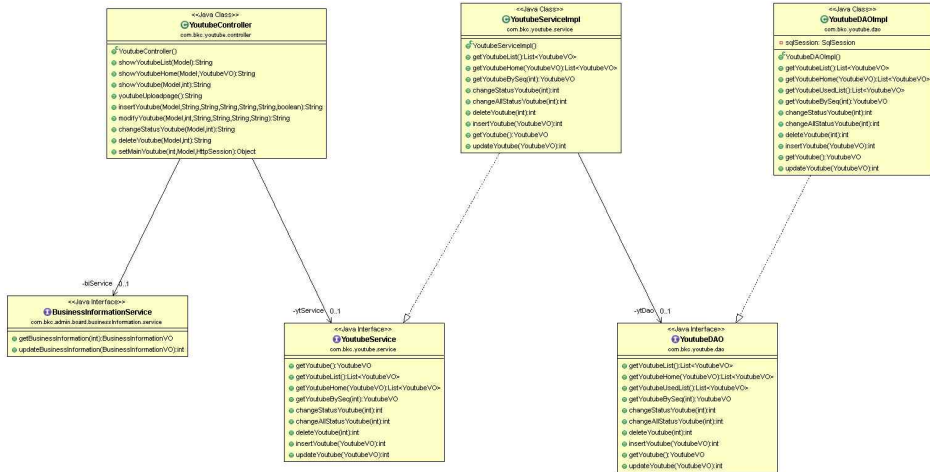 <<Java Class>>
YoutubeController
com.bkc.youtube.controller
YoutubeController()
showYoutubeList(Model):String
showYoutubeHome(Model,YoutubeVO):String
showYoutube(Model,int):String
youtubeUploadpage():String
insertYoutube(Model,String,String,String,String,String,boolean):String
modifyYoutube(Model,int,String,String,String,String):String
changeStatusYoutube(Model,int):String
deleteYoutube(Model,int):String
setMainYoutube(int,Model,HttpSession):Object
<<Java Class>>
YoutubeServiceImpl
com.bkc.youtube.service
YoutubeServiceImpl()
getYoutubeList():List<YoutubeVO>
getYoutubeHome(YoutubeVO):List<YoutubeVO>
getYoutubeBySeq(int):YoutubeVO
changeStatusYoutube(int):int
changeAllStatusYoutube(int):int
deleteYoutube(int):int
insertYoutube(YoutubeVO):int
getYoutube():YoutubeVO
updateYoutube(YoutubeVO):int
<<Java Class>>
YoutubeDAOImpl
com.bkc.youtube.dao
sqlSession: SqlSession
YoutubeDAOImpl()
getYoutubeList():List<YoutubeVO>
getYoutubeHome(YoutubeVO):List<YoutubeVO>
getYoutubeUsedList():List<YoutubeVO>
getYoutubeBySeq(int):YoutubeVO
changeStatusYoutube(int):int
changeAllStatusYoutube(int):int
deleteYoutube(int):int
insertYoutube(YoutubeVO):int
getYoutube():YoutubeVO
updateYoutube(YoutubeVO):int
-biService 0..1
<<Java Interface>>
BusinessInformationService
com.bkc.admin.board.businessInformation.service
getBusinessInformation(int):BusinessInformationVO
updateBusinessInformation(BusinessInformationVO):int
-ytService 0..1
<<Java Interface>>
YoutubeService
com.bkc.youtube.service
getYoutube():YoutubeVO
getYoutubeList():List<YoutubeVO>
getYoutubeHome(YoutubeVO):List<YoutubeVO>
getYoutubeBySeq(int):YoutubeVO
changeStatusYoutube(int):int
changeAllStatusYoutube(int):int
deleteYoutube(int):int
insertYoutube(YoutubeVO):int
updateYoutube(YoutubeVO):int
-ytDao 0..1
<<Java Interface>>
YoutubeDAO
com.bkc.youtube.dao
getYoutubeList():List<YoutubeVO>
getYoutubeHome(YoutubeVO):List<YoutubeVO>
getYoutubeUsedList():List<YoutubeVO>
getYoutubeBySeq(int):YoutubeVO
changeStatusYoutube(int):int
changeAllStatusYoutube(int):int
deleteYoutube(int):int
insertYoutube(YoutubeVO):int
getYoutube():YoutubeVO
updateYoutube(YoutubeVO):int